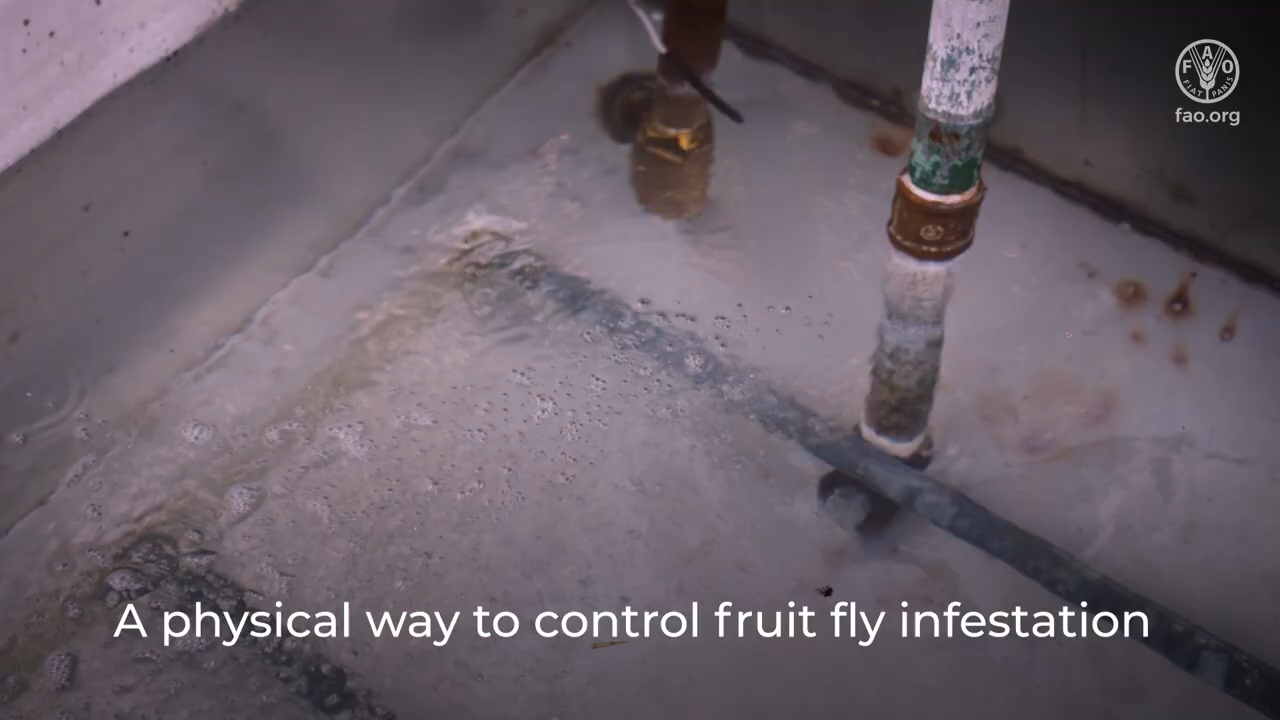 FAO
FIAT PANIS
fao.org
A physical way to control fruit fly infestation